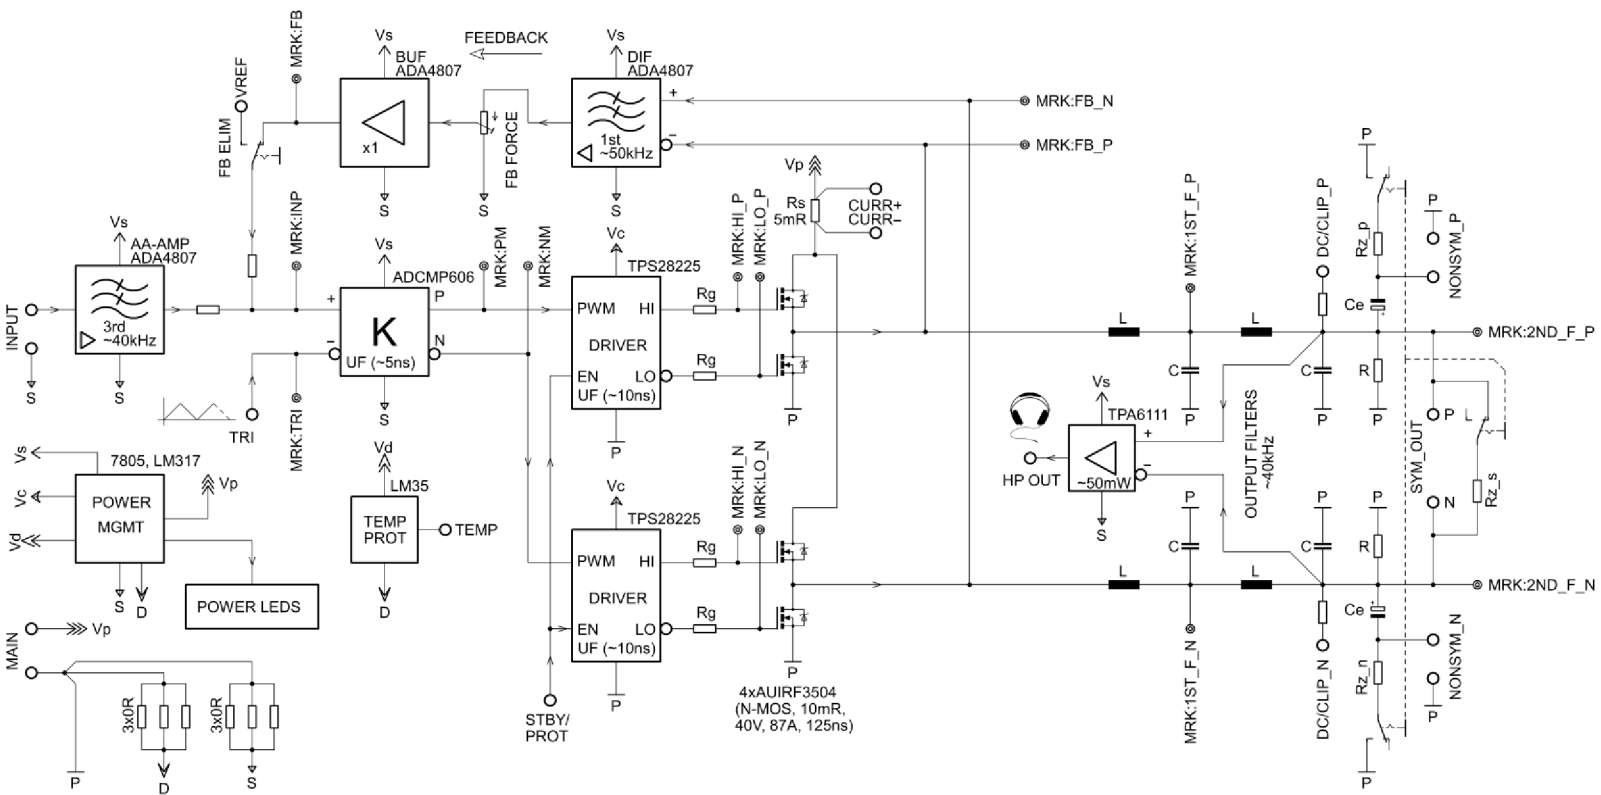 MRK:FB
Vs
BUF
ADA4807
FEEDBACK
Vs
DIF
ADA4807
VREF
FB ELIM
x1
S
FB FORCE
S
+
−
1st
~50kHz
S
MRK:FB_N
MRK:FB_P
Vp
Rs
5mR
CURR+
CURR−
MRK:HI_P
MRK:LO_P
MRK:1ST_F_P
DC/CLIP_P
P
Rz_p
P
NONSYM_P
Ce
+
Vs
AA-AMP
ADA4807
INPUT
3rd
~40kHz
S
S
MRK:INP
Vs
ADCMP606
+
−
K
UF (~5ns)
P
N
S
MRK:PM
MRK:NM
TRI
MRK:TRI
Vc
TPS28225
PWM
HI
DRIVER
EN
LO
UF (~10ns)
P
Rg
Rg
P
L
L
MRK:2ND_F_P
C
C
R
P
P
P
Vs
TPA6111
+
−
~50mW
S
HP OUT
OUTPUT FILTERS
~40kHz
SYM_OUT
P
N
L
Rz_s
Vs
Vc
Vd
7805, LM317
POWER
MGMT
Vp
S
D
POWER LEDS
Vd
LM35
TEMP
PROT
TEMP
D
Vc
TPS28225
PWM
HI
DRIVER
EN
LO
UF (~10ns)
P
MRK:HI_N
MRK:LO_N
Rg
Rg
P
4xAUIRF3504
(N-MOS, 10mR,
40V, 87A, 125ns)
STBY/
PROT
P
P
P
C
C
R
L
L
MRK:2ND_F_N
MRK:1ST_F_N
DC/CLIP_N
Ce
+
Rz_n
NONSYM_N
P
P
MAIN
Vp
3x0R
3x0R
P
D
S